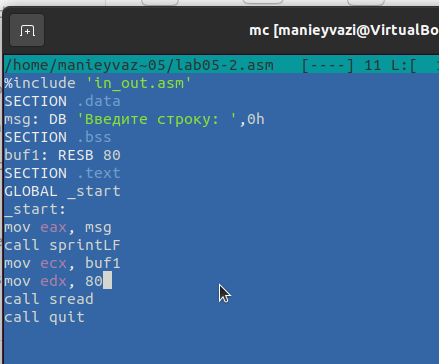 mc [manieyvazi@VirtualBo
/home/manieyvaz~05/lab05-2.asm [----] 11 L:[
%include 'in_out.asm'
SECTION .data
msg: DB 'Введите строку: ',0h
SECTION .bss
buf1: RESB 80
SECTION .text
GLOBAL _start
_start:
mov eax, msg
call sprintLF
mov ecx, buf1
mov edx, 80
call sread
call quit